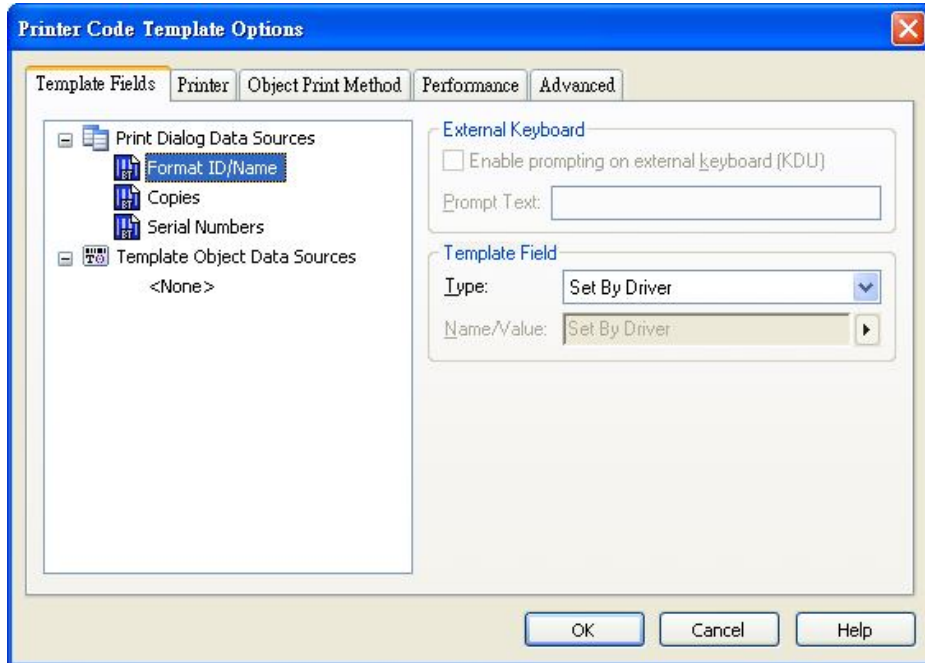 Printer Code Template Options
Template Fields Printer Object Print Method Performance Advanced
Print Dialog Data Sources
Format ID/Name
Copies
Serial Numbers
Template Object Data Sources
<None>
External Keyboard
Enable prompting on external keyboard (KDU)
Prompt Text:
Template Field
Type: Set By Driver
Name/Value: Set By Driver
OK Cancel Help